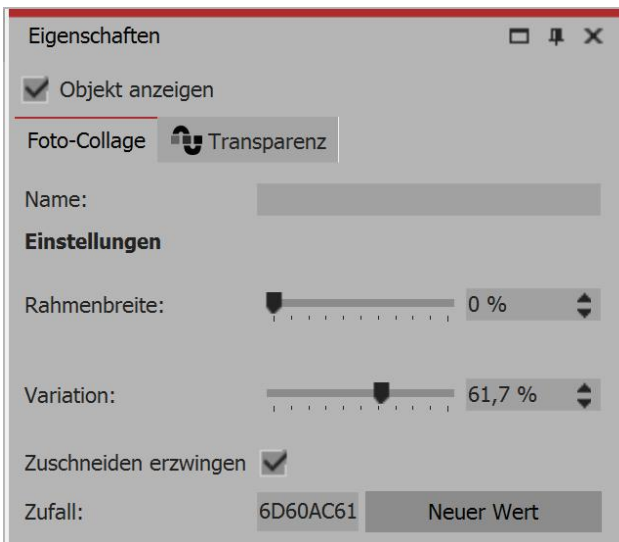 Eigenschaften
Objekt anzeigen
Foto-Collage Transparenz
Name:
Einstellungen
Rahmenbreite: 0 %
Variation: 61,7 %
Zuschneiden erzwingen
Zufall: 6D60AC61 Neuer Wert